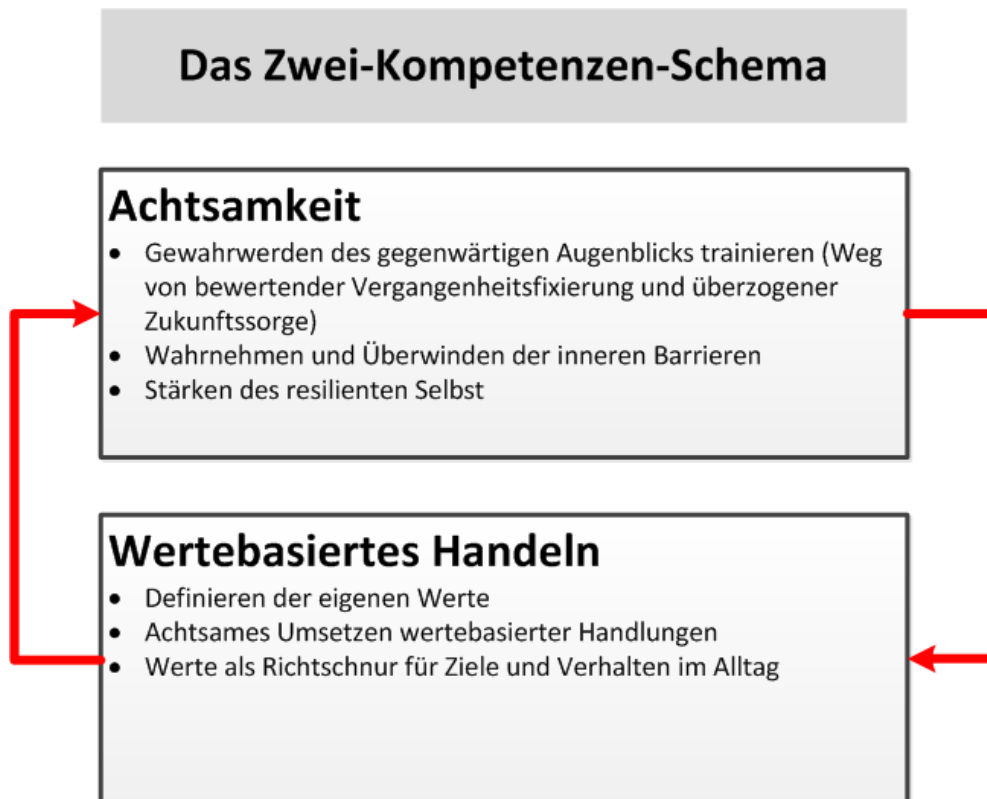 Das Zwei-Kompetenzen-Schema
Achtsamkeit
• Gewahrwerden des gegenwärtigen Augenblicks trainieren (Weg
von bewertender Vergangenheitsfixierung und überzogener
Zukunftssorge)
• Wahrnehmen und Überwinden der inneren Barrieren
• Stärken des resilienten Selbst
Wertebasiertes Handeln
• Definieren der eigenen Werte
• Achtsames Umsetzen wertebasierter Handlungen
• Werte als Richtschnur für Ziele und Verhalten im Alltag